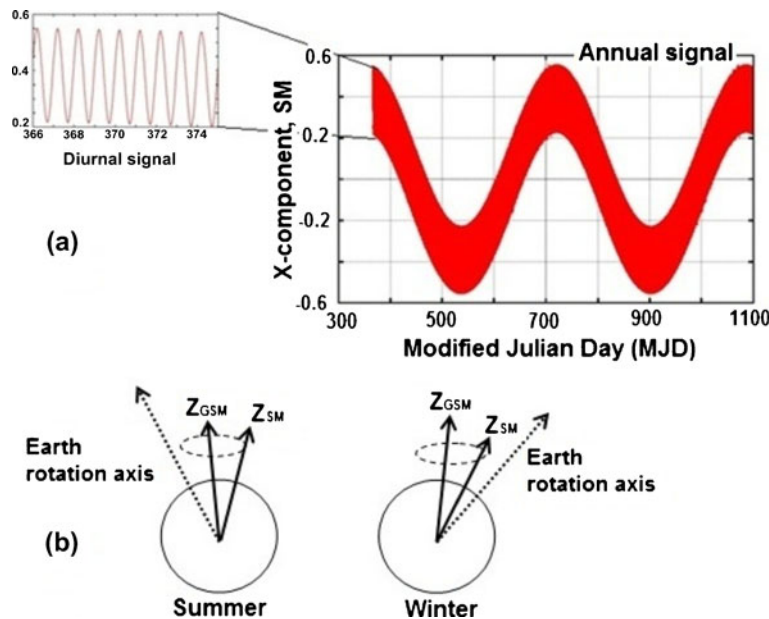 0.6
0.4
0.2
366 368 370 372 374
Diurnal signal
(a)
Annual signal
X-component, SM
0.6
0.2
-0.2
-0.6
300 500 700 900 1100
Modified Julian Day (MJD)
(b)
Earth
rotation axis
ZGSM
ZSM
Summer
ZGSM
ZSM
Earth
rotation axis
Winter